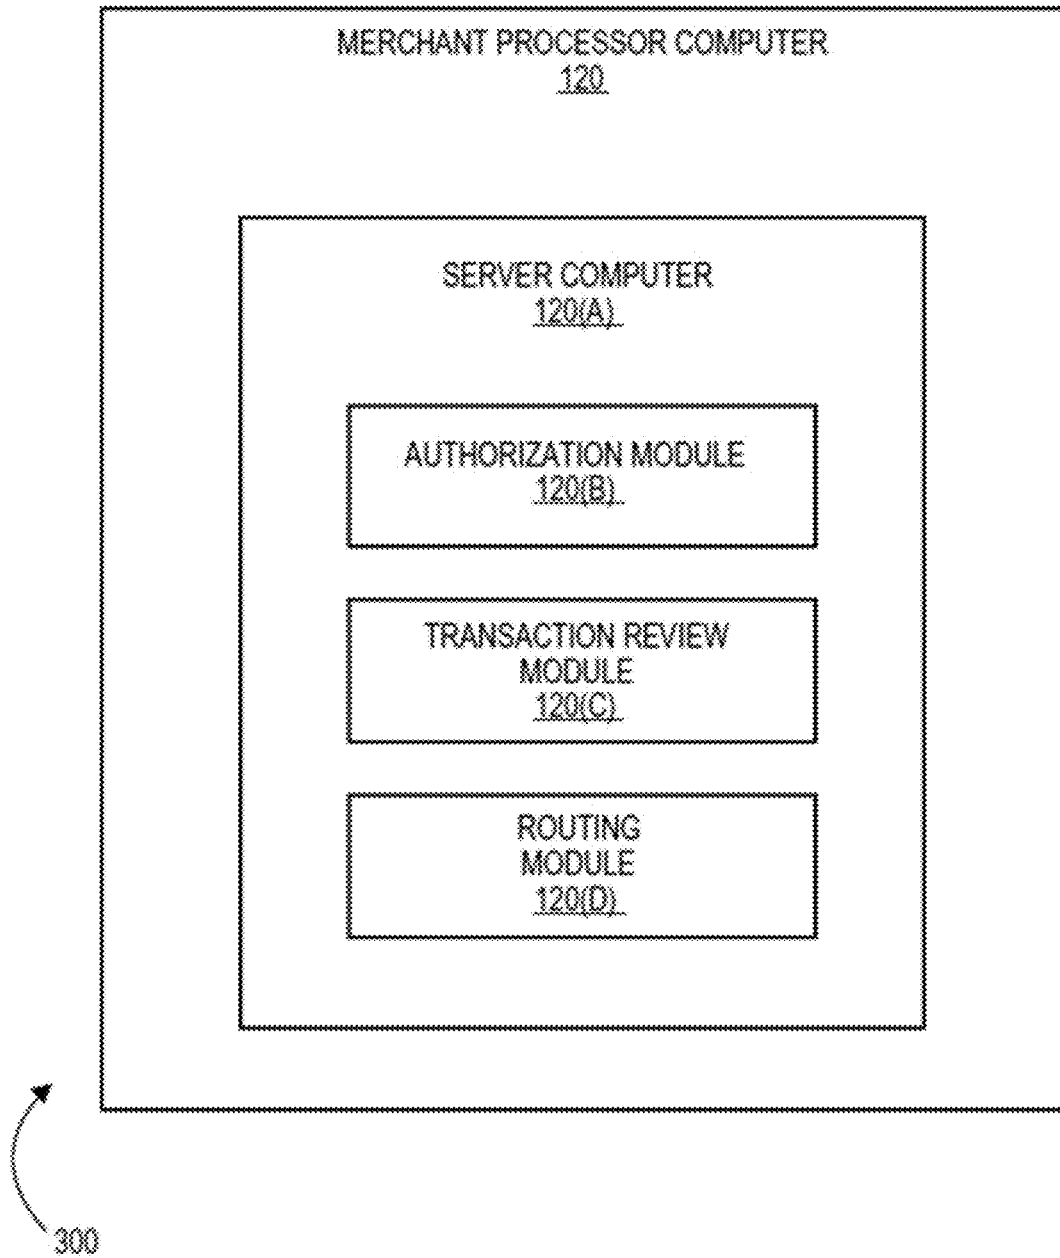 MERCHANT PROCESSOR COMPUTER
120
SERVER COMPUTER
120(A)
AUTHORIZATION MODULE
120(B)
TRANSACTION REVIEW
MODULE
120(C)
ROUTING
MODULE
120(D)
300